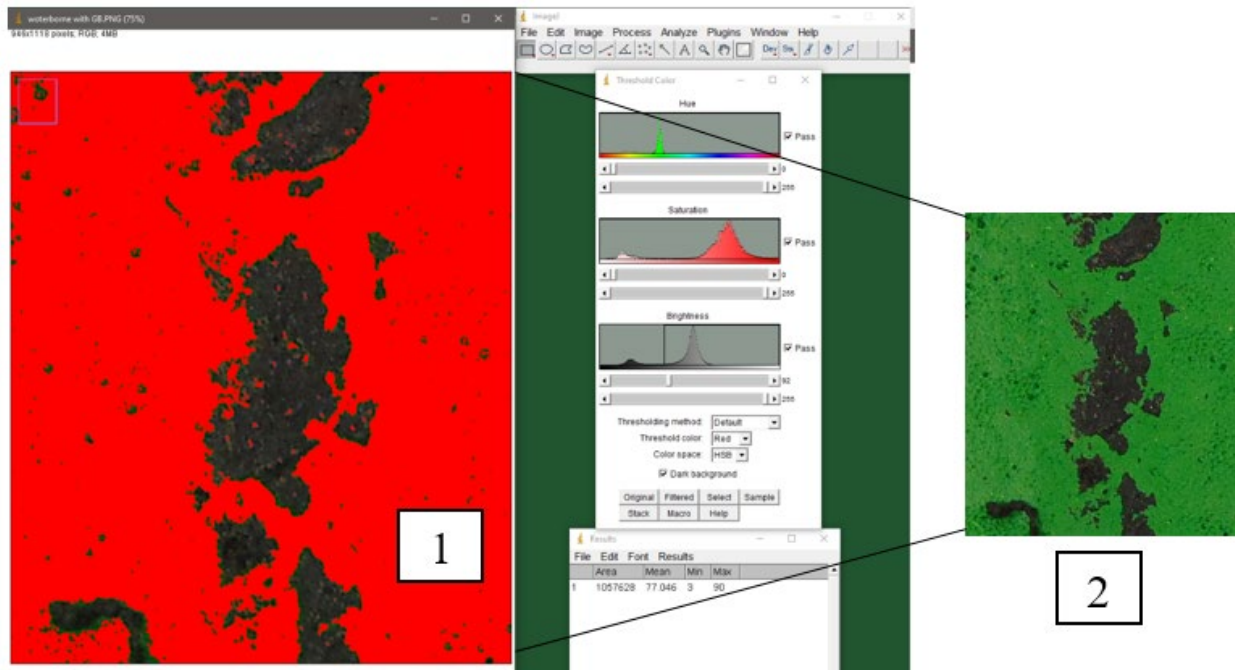 woterborne with GB.PNG (75%)
946x1118 pixels; RGB; 4MB
1
ImageJ
File Edit Image Process Analyze Plugins Window Help
Dev Stk
Threshold Color
Hue
Pass
0
255
Saturation
Pass
0
255
Brightness
Pass
92
255
Thresholding method: Default
Threshold color: Red
Color space: HSB
Dark background
Original Filtered Select Sample
Stack Macro Help
Results
File Edit Font Results
Area Mean Min Max
1 1057628 77.046 3 90
2